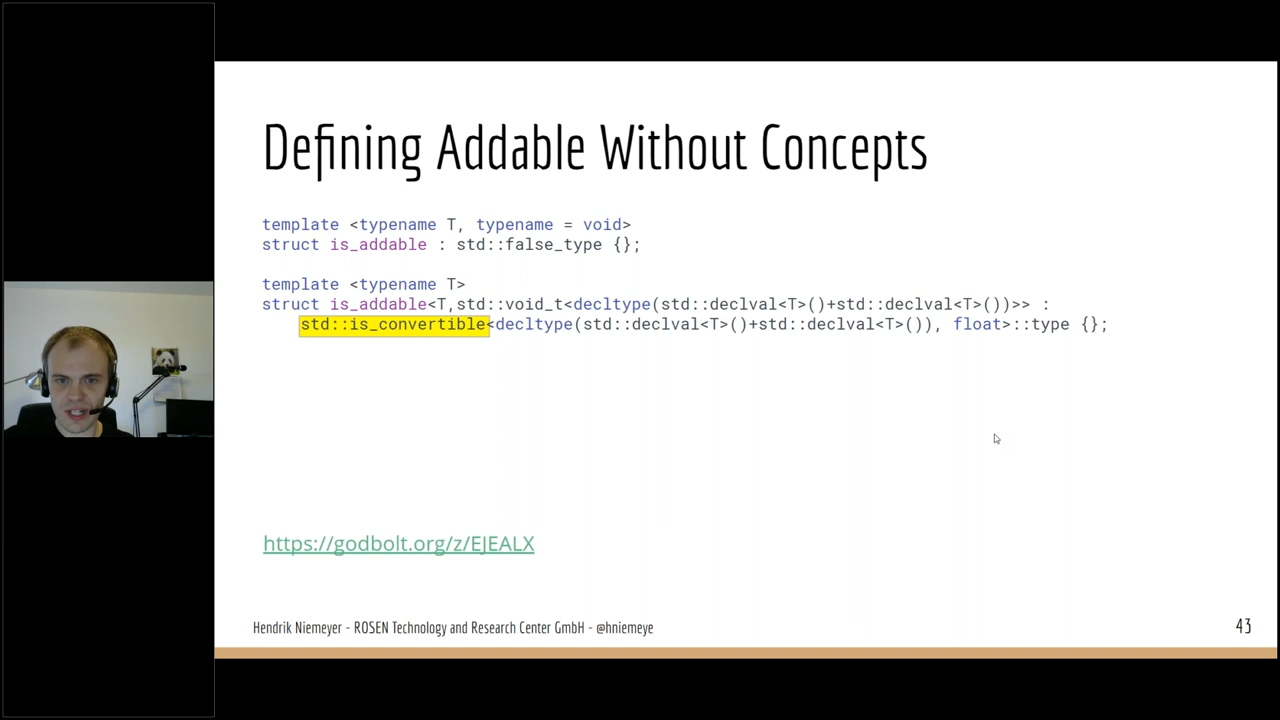 Defining Addable Without Concepts
template <typename T, typename = void>
struct is_addable : std::false_type {};
template <typename T>
struct is_addable<T,std::void_t<decltype(std::declval<T>()+std::declval<T>())>> :
std::is_convertible<decltype(std::declval<T>()+std::declval<T>()), float>::type {};
https://godbolt.org/z/EJEALX
Hendrik Niemeyer - ROSEN Technology and Research Center GmbH - @hniemeye
43